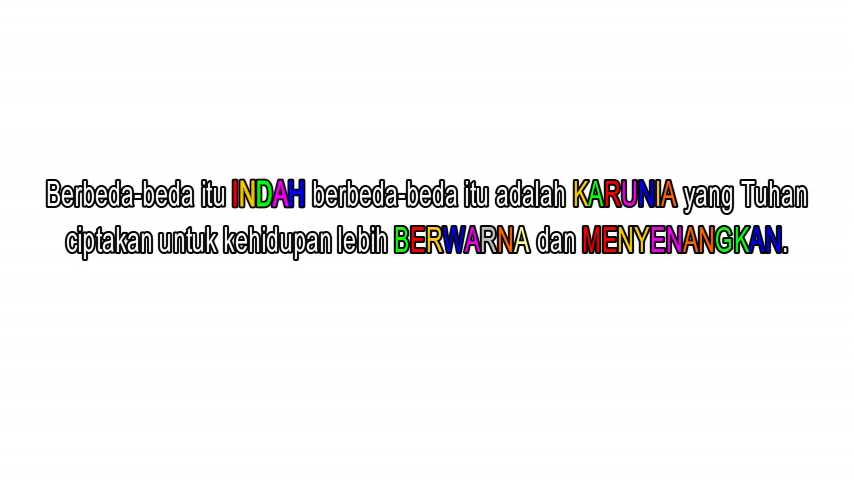 Berbeda-beda itu INDAH berbeda-beda itu adalah KARUNIA yang Tuhan
ciptakan untuk kehidupan lebih BERWARNA dan MENYENANGKAN.